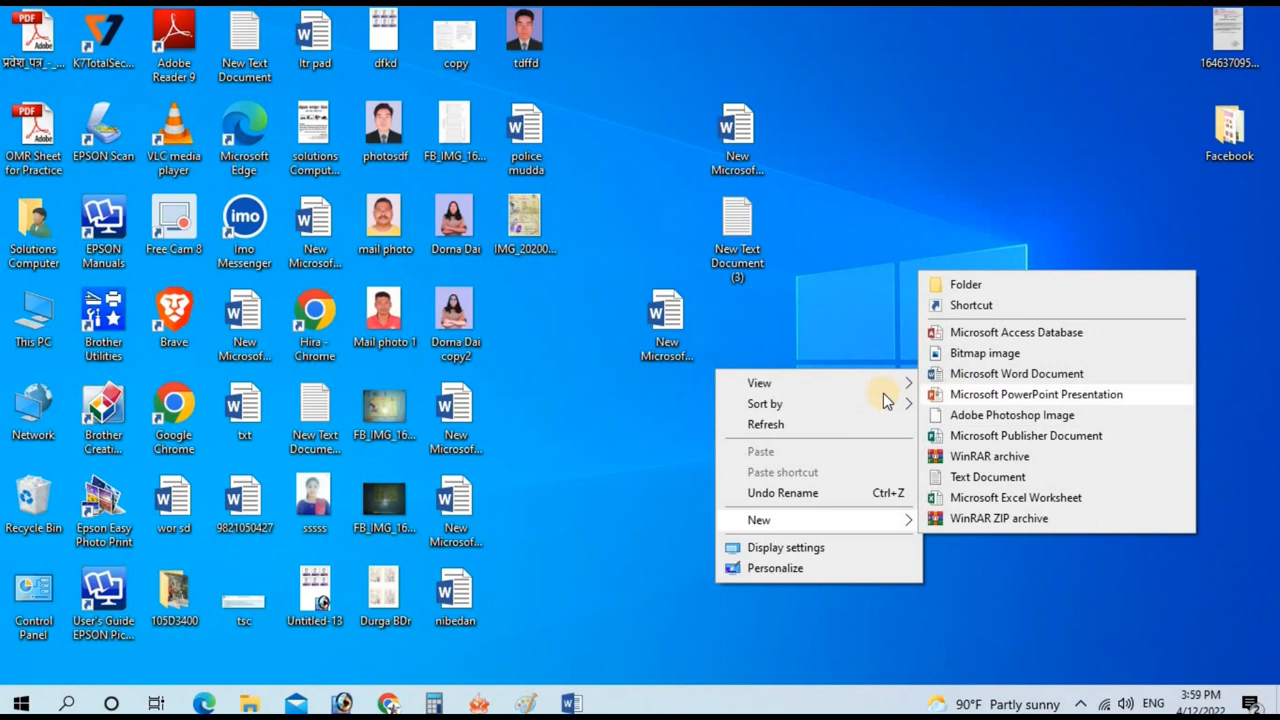 प्रवेश_पत्र_-_...
K7TotalSec...
Adobe
Reader 9
New Text
Document
ltr pad
dfkd
copy
tdffd
164637095...
OMR Sheet
for Practice
EPSON Scan
VLC media
player
Microsoft
Edge
solutions
Comput...
photosdf
FB_IMG_16...
police
mudda
New
Microsof...
Facebook
Solutions
Computer
EPSON
Manuals
Free Cam 8
Imo
Messenger
New
Microsof...
mail photo
Dorna Dai
IMG_20200...
New Text
Document
(3)
This PC
Brother
Utilities
Brave
New
Microsof...
Hira -
Chrome
Mail photo 1
Dorna Dai
copy2
New
Microsof...
Network
Brother
Creati...
Google
Chrome
txt
New Text
Docume...
FB_IMG_16...
New
Microsof...
Recycle Bin
Epson Easy
Photo Print
wor sd
9821050427
sssss
FB_IMG_16...
New
Microsof...
Control
Panel
User's Guide
EPSON Pic...
105D3400
tsc
Untitled-13
Durga BDr
nibedan
View
Sort by
Refresh
Paste
Paste shortcut
Undo Rename Ctrl+Z
New
Display settings
Personalize
Folder
Shortcut
Microsoft Access Database
Bitmap image
Microsoft Word Document
Microsoft PowerPoint Presentation
Adobe Photoshop Image
Microsoft Publisher Document
WinRAR archive
Text Document
Microsoft Excel Worksheet
WinRAR ZIP archive
90°F Partly sunny
ENG
3:59 PM
4/12/2022
2